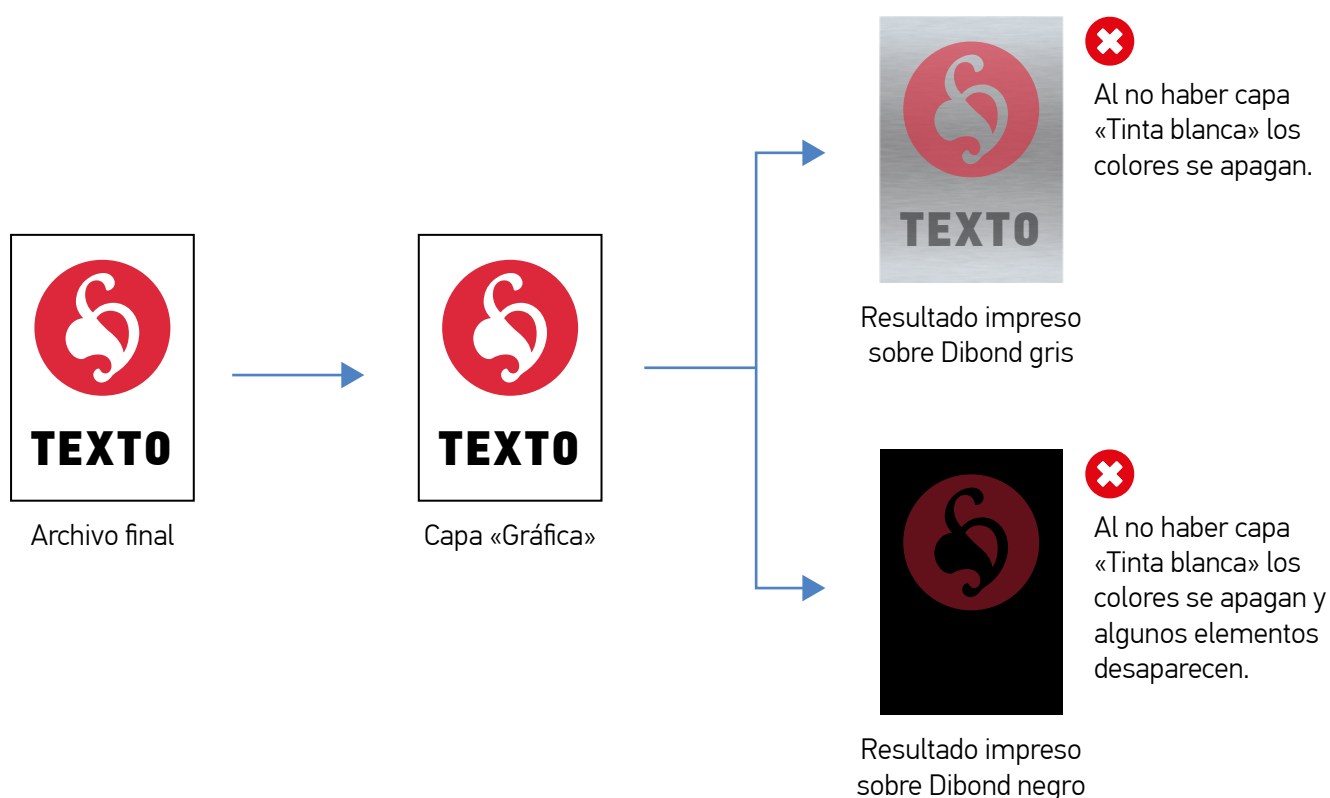 TEXTO
Archivo final
TEXTO
Capa «Gráfica»
TEXTO
Resultado impreso
sobre Dibond gris
Al no haber capa
«Tinta blanca» los
colores se apagan.
Resultado impreso
sobre Dibond negro
Al no haber capa
«Tinta blanca» los
colores se apagan y
algunos elementos
desaparecen.